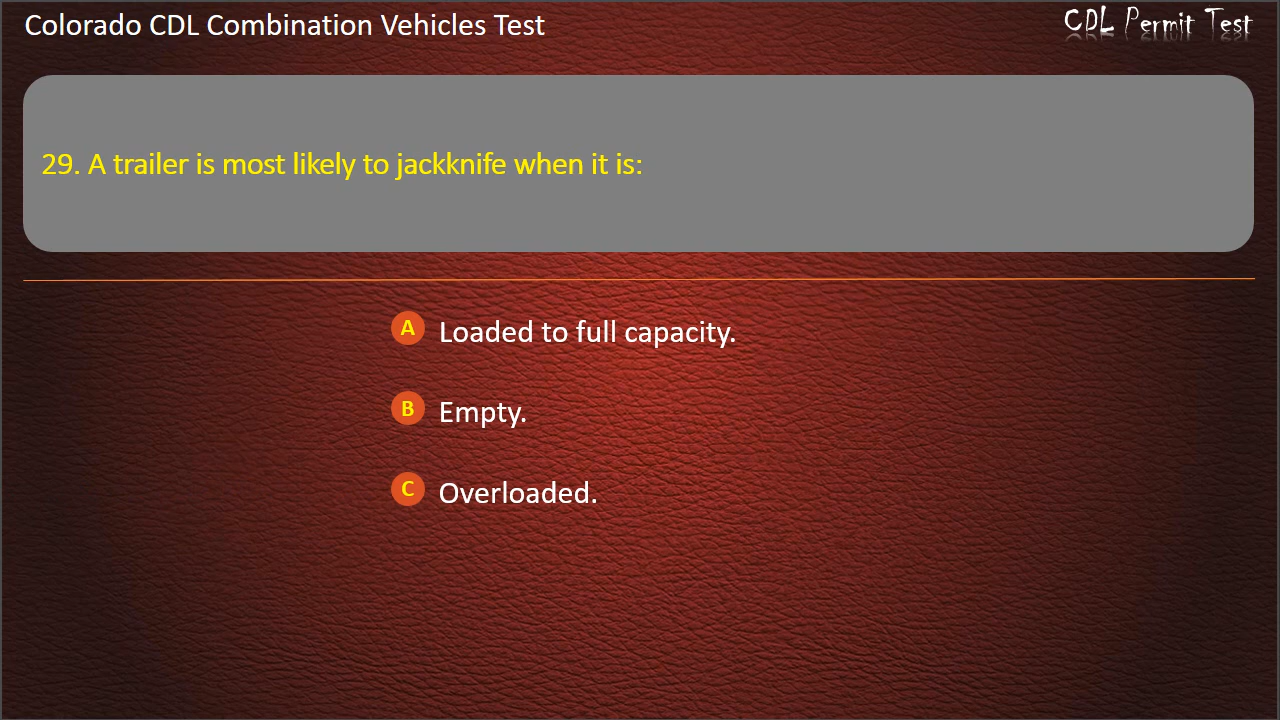 Colorado CDL Combination Vehicles Test
CDL Permit Test
29. A trailer is most likely to jackknife when it is:
A Loaded to full capacity.
B Empty.
C Overloaded.